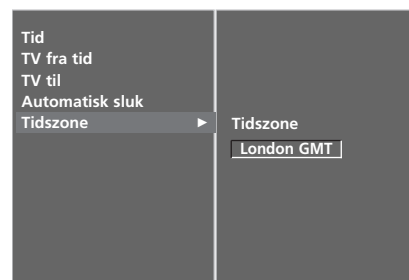 Tid
TV fra tid
TV til
Automatisk sluk
Tidszone ►
Tidszone
London GMT